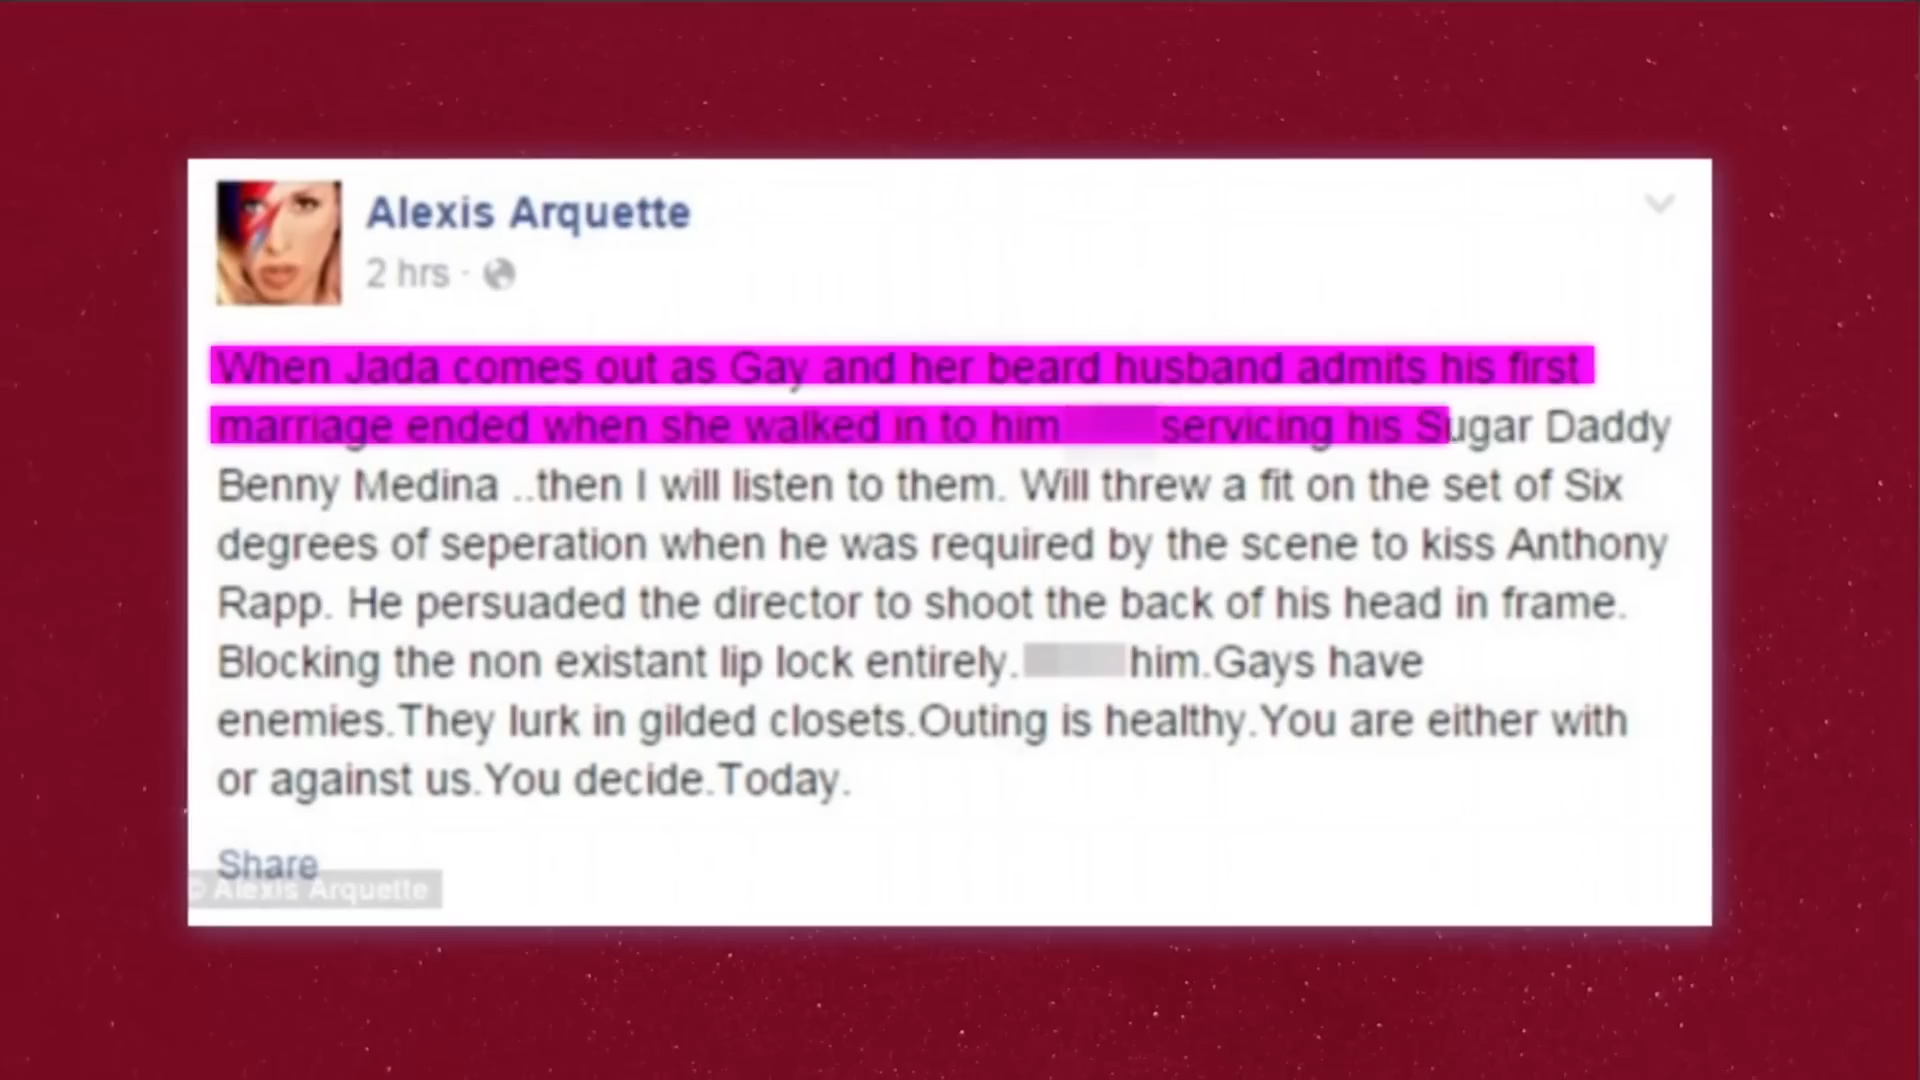 Alexis Arquette
2 hrs ·
When Jada comes out as Gay and her beard husband admits his first
marriage ended when she walked in to him servicing his Sugar Daddy
Benny Medina ..then I will listen to them. Will threw a fit on the set of Six
degrees of seperation when he was required by the scene to kiss Anthony
Rapp. He persuaded the director to shoot the back of his head in frame.
Blocking the non existant lip lock entirely. him.Gays have
enemies.They lurk in gilded closets.Outing is healthy.You are either with
or against us.You decide.Today.
Share
© Alexis Arquette